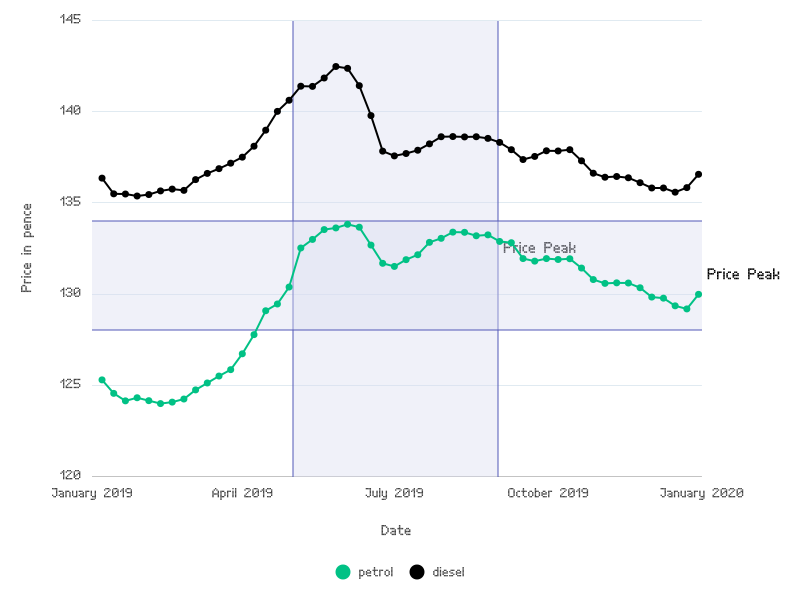 145
140
135
130
125
120
Price in pence
Price Peak
Price Peak
January 2019
April 2019
July 2019
October 2019
January 2020
Date
petrol
diesel